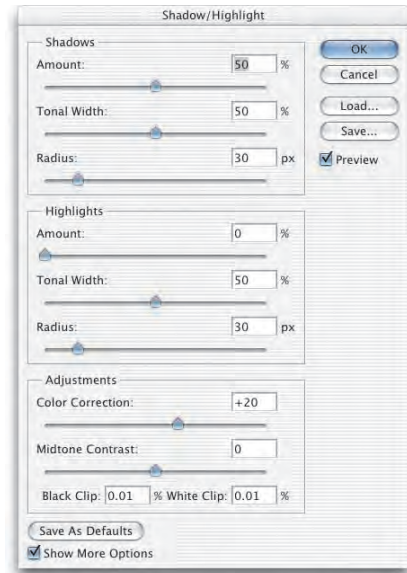 Shadow/Highlight
Shadows
Amount: 50 %
Tonal Width: 50 %
Radius: 30 px
Highlights
Amount: 0 %
Tonal Width: 50 %
Radius: 30 px
Adjustments
Color Correction: +20
Midtone Contrast: 0
Black Clip: 0.01 % White Clip: 0.01 %
Save As Defaults
Show More Options
OK
Cancel
Load...
Save...
Preview